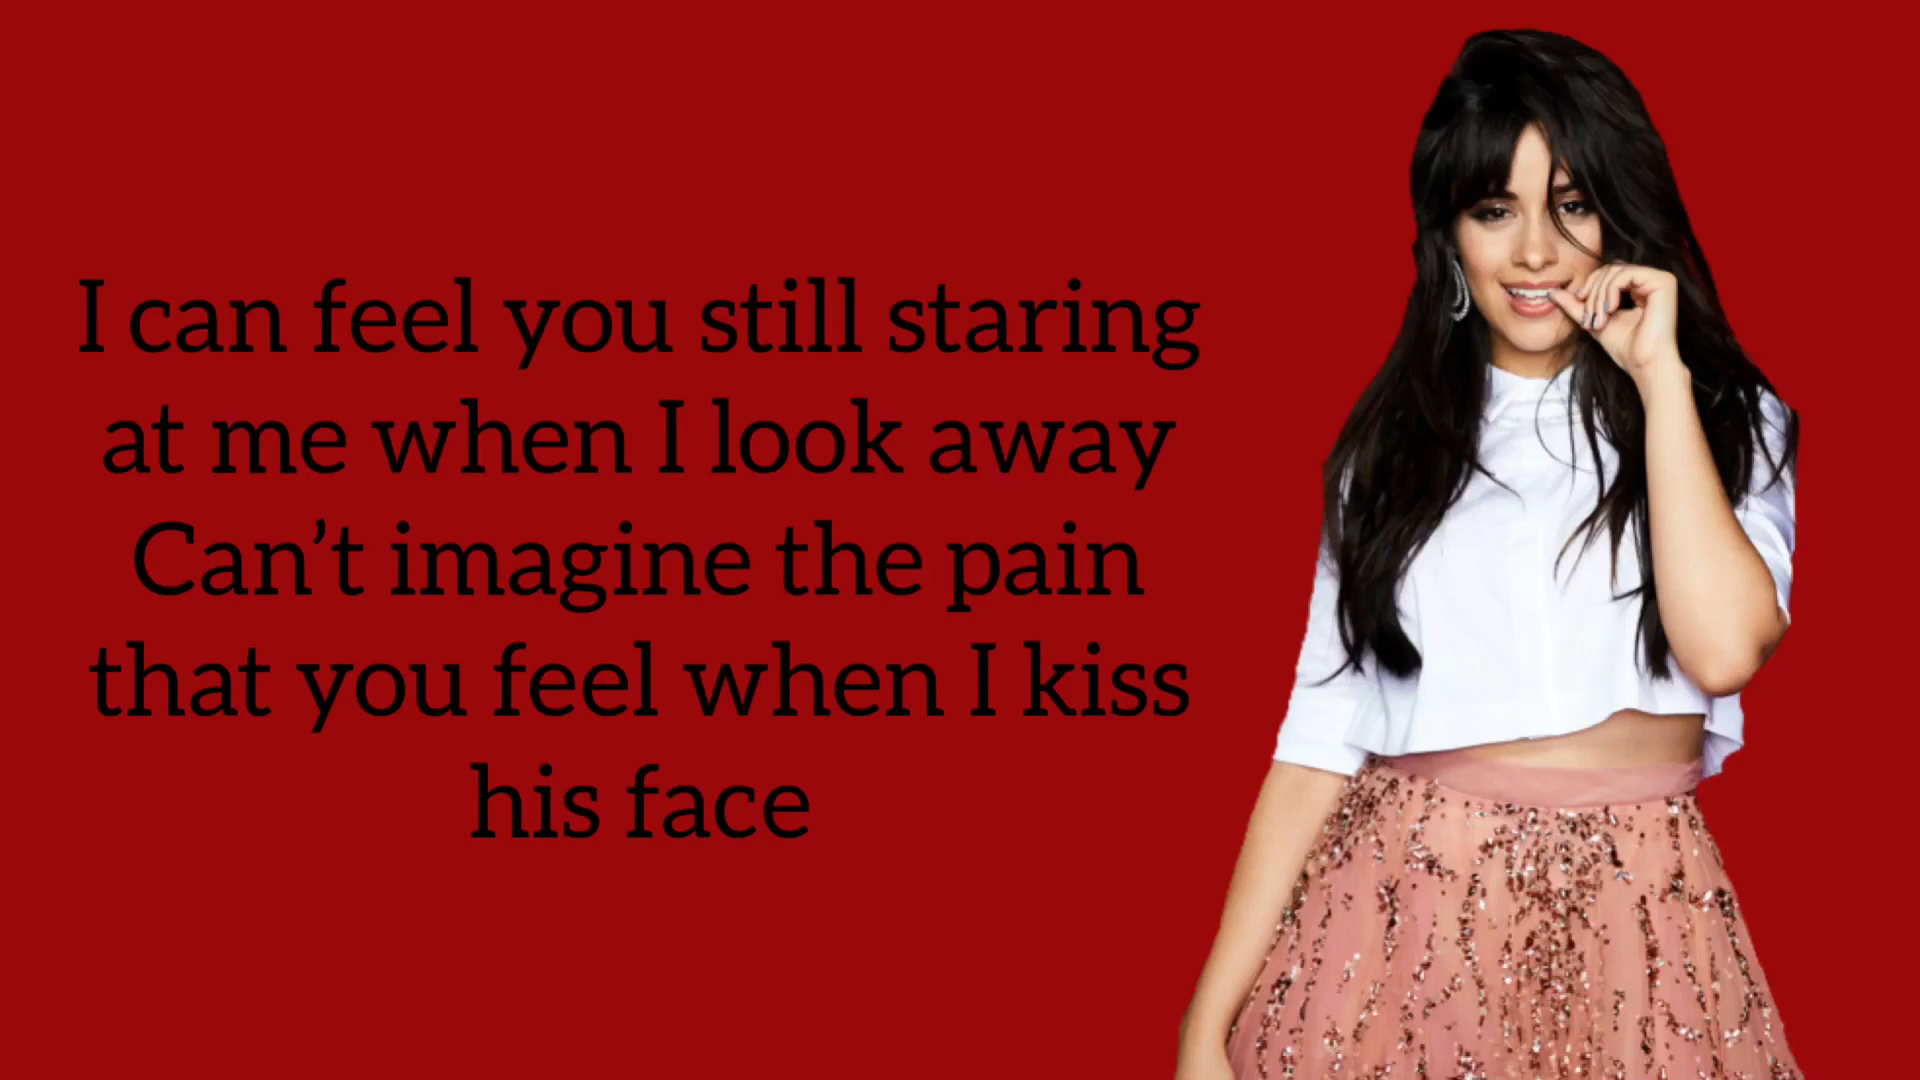 I can feel you still staring
at me when I look away
Can’t imagine the pain
that you feel when I kiss
his face